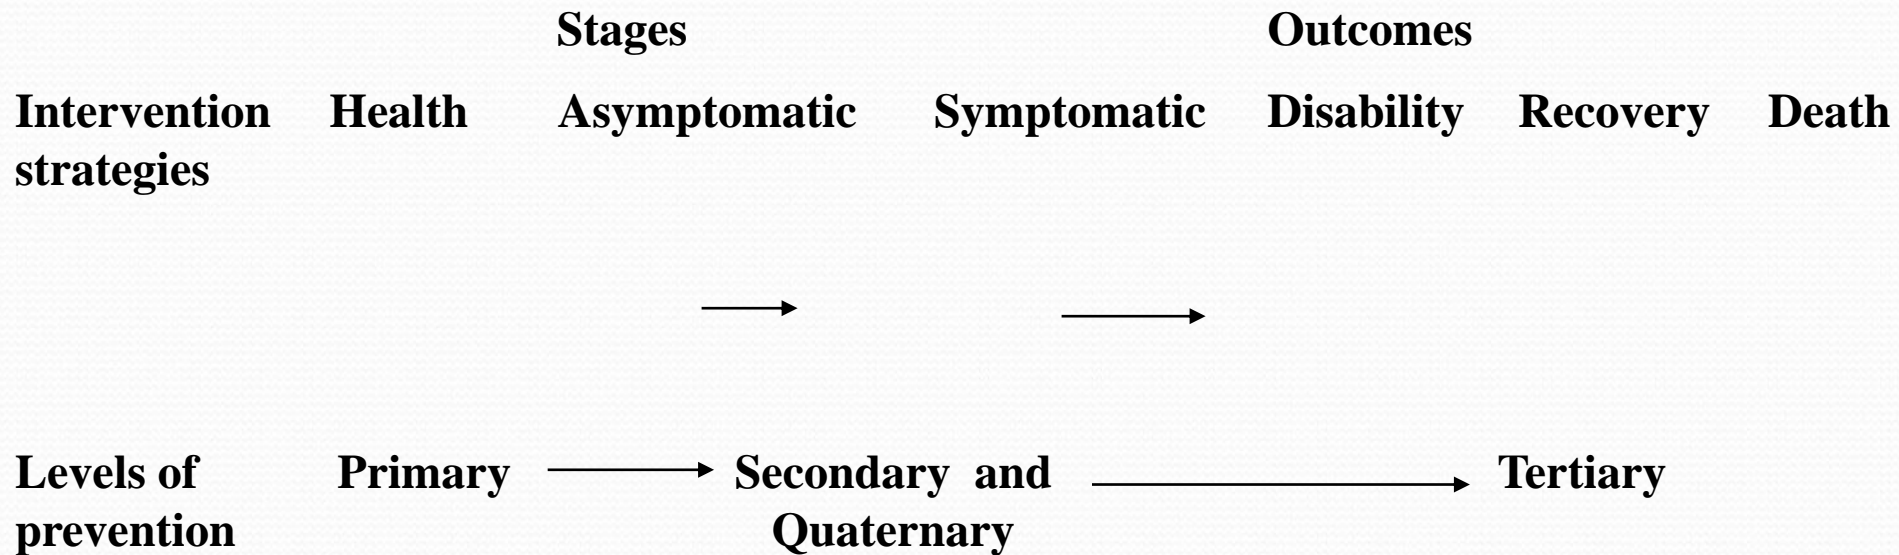 Stages Outcomes
Intervention Health Asymptomatic Symptomatic Disability Recovery Death
strategies
Levels of Primary Secondary and Tertiary
prevention Quaternary